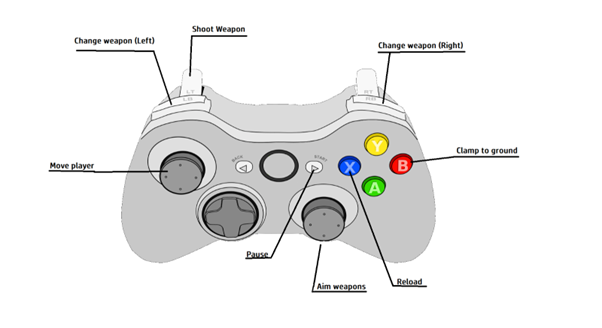 Shoot Weapon
Change weapon (Left)
Change weapon (Right)
LT
LB
RT
Y
Clamp to ground
BACK
START
X
B
Move player
A
Pause
Reload
Aim weapons